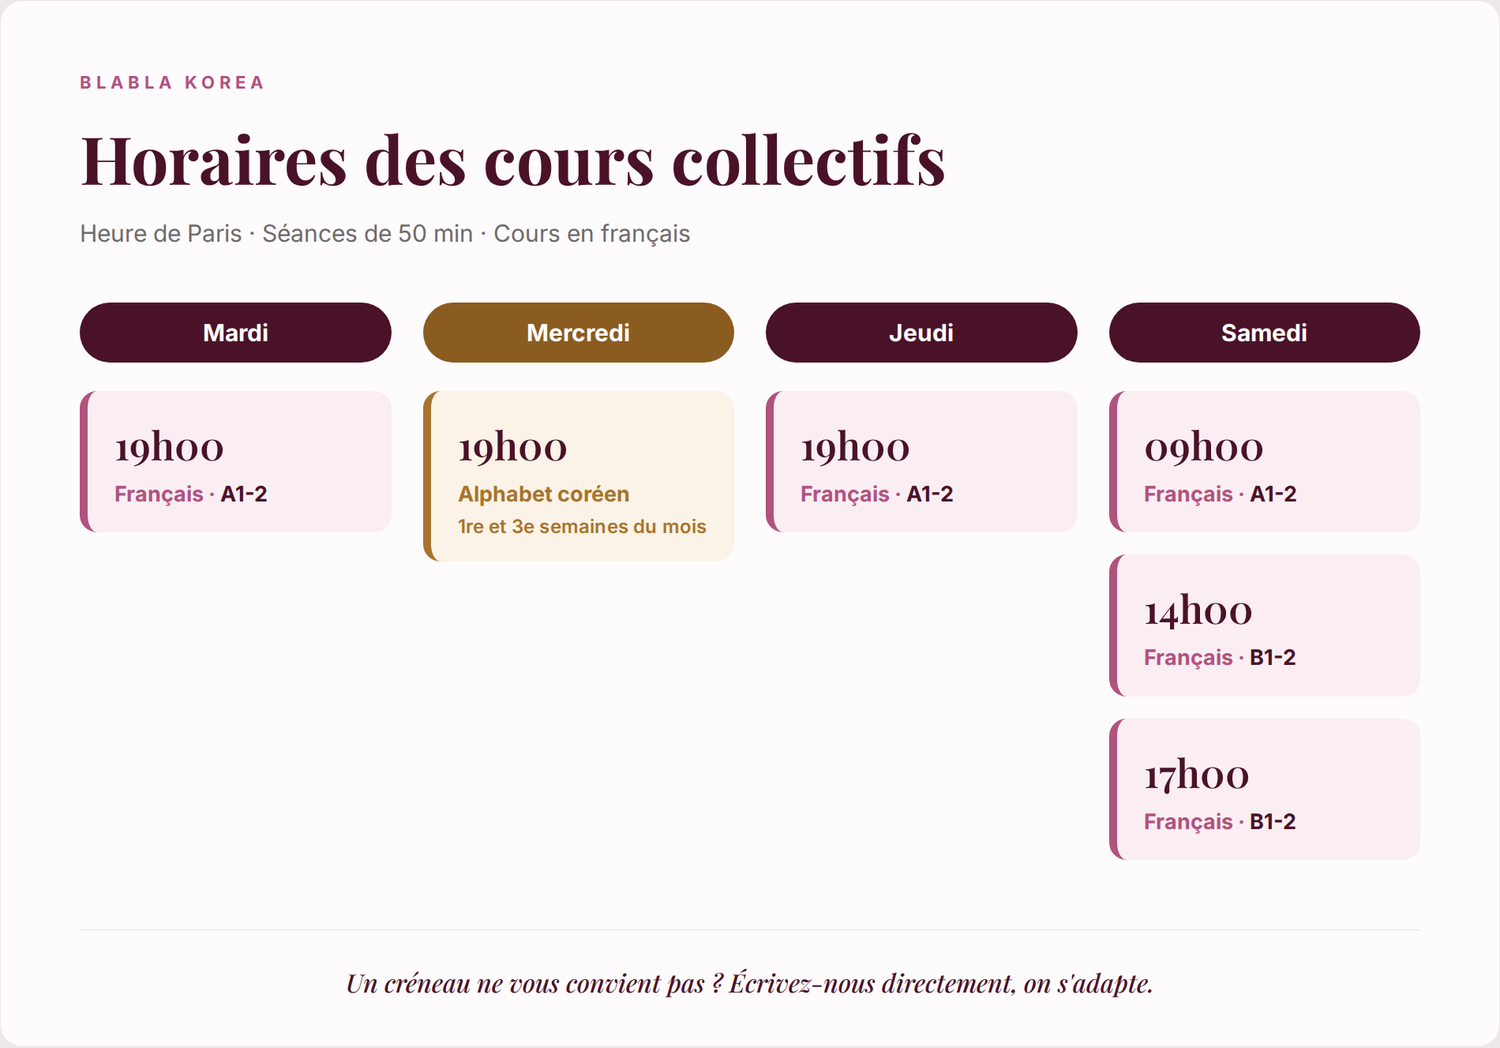 BLABLA KOREA
Horaires des cours collectifs
Heure de Paris · Séances de 50 min · Cours en français
Mardi
19h00
Français · A1-2
Mercredi
19h00
Alphabet coréen
1re et 3e semaines du mois
Jeudi
19h00
Français · A1-2
Samedi
09h00
Français · A1-2
14h00
Français · B1-2
17h00
Français · B1-2
Un créneau ne vous convient pas ? Écrivez-nous directement, on s'adapte.